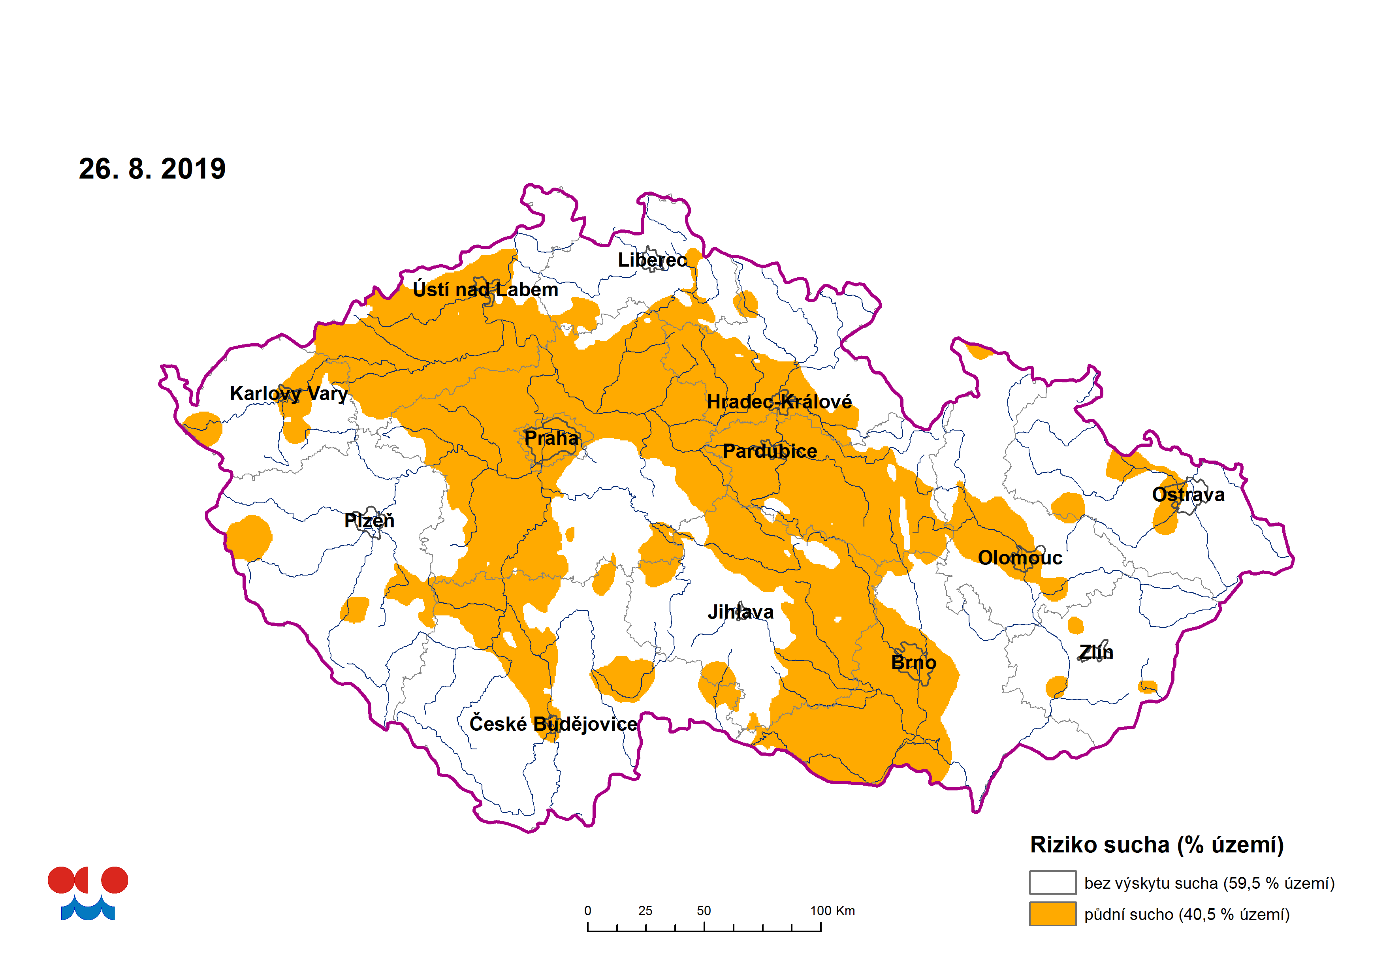 26. 8. 2019
Liberec
Ústí nad Labem
Karlovy Vary
Hradec-Králové
Praha
Pardubice
Ostrava
Plzeň
Olomouc
Jihlava
Zlín
Brno
České Budějovice
Riziko sucha (% území)
bez výskytu sucha (59,5 % území)
půdní sucho (40,5 % území)
0 25 50 100 Km